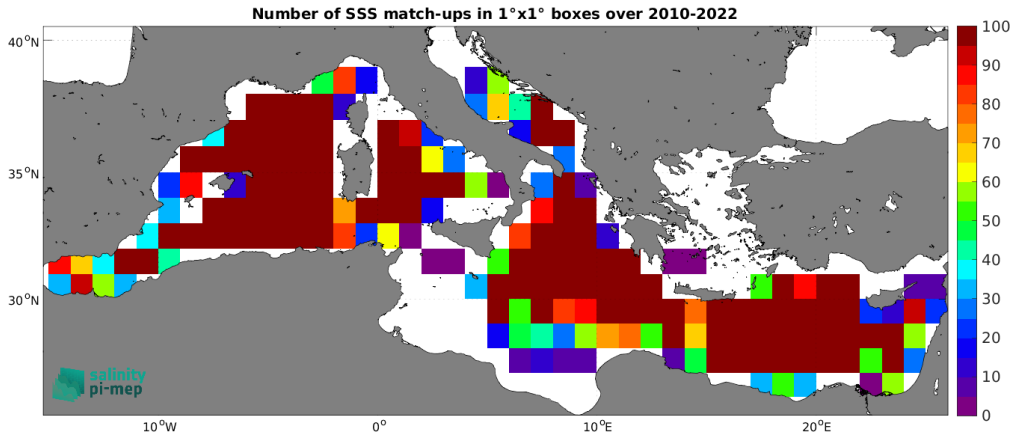 Number of SSS match-ups in 1°x1° boxes over 2010-2022
40°N
35°N
30°N
10°W
0°
10°E
20°E
100
90
80
70
60
50
40
30
20
10
0
salinity
pi-mep